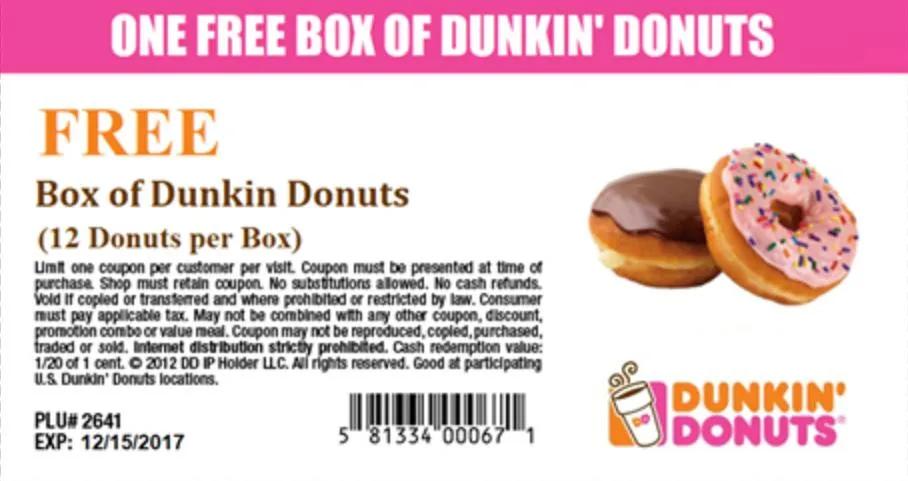 ONE FREE BOX OF DUNKIN' DONUTS
FREE
Box of Dunkin Donuts
(12 Donuts per Box)
Limit one coupon per customer per visit. Coupon must be presented at time of
purchase. Shop must retain coupon. No substitutions allowed. No cash refunds.
Void if copied or transferred and where prohibited or restricted by law. Consumer
must pay applicable tax. May not be combined with any other coupon, discount,
promotion combo or value meal. Coupon may not be reproduced, copied, purchased,
traded or sold. Internet distribution strictly prohibited. Cash redemption value:
1/20 of 1 cent. © 2012 DD IP Holder LLC. All rights reserved. Good at participating
U.S. Dunkin' Donuts locations.
PLU# 2641
EXP: 12/15/2017
5 81334 00067 1
DD
DUNKIN'
DONUTS®